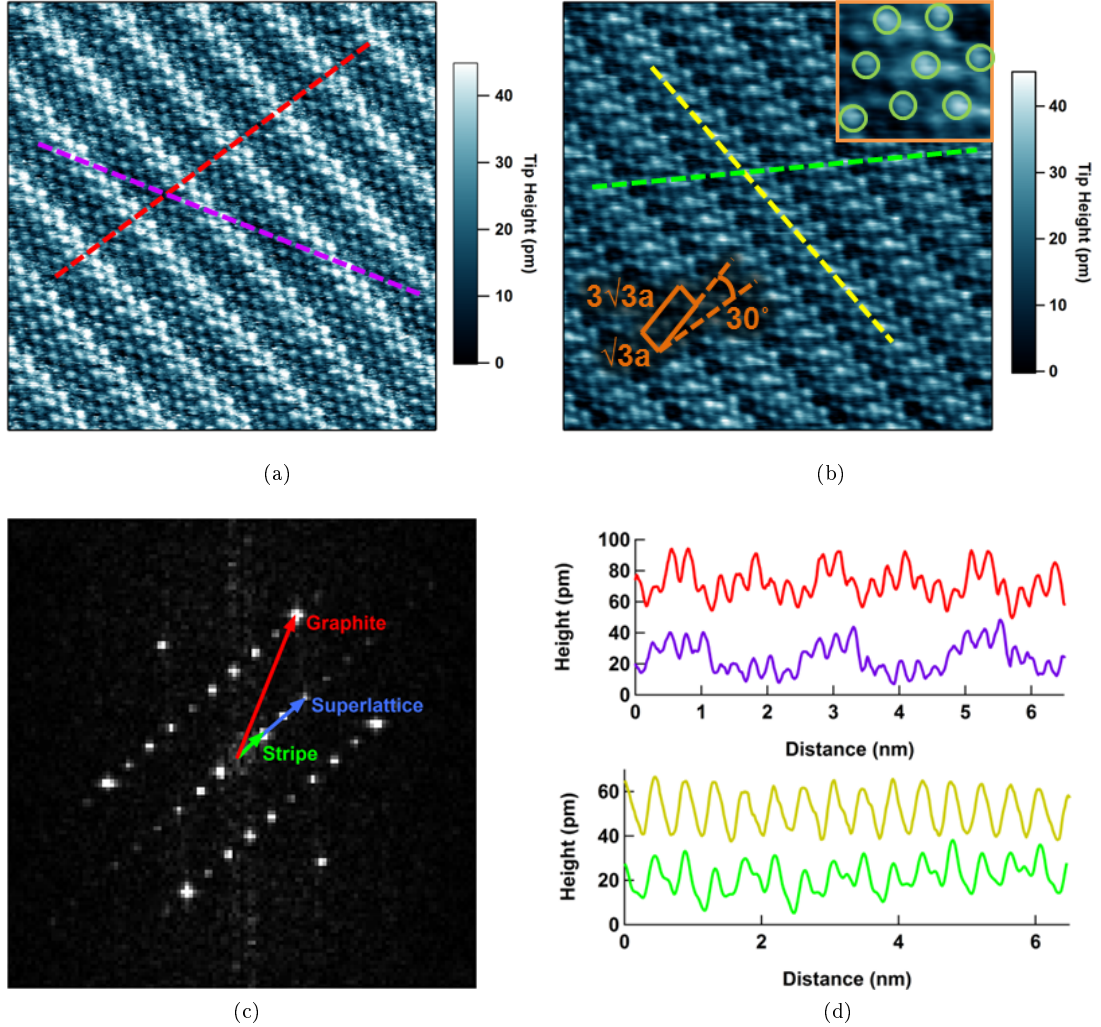 40
30
20
10
0
Tip Height (pm)
(a)
3√3a
√3a
30°
40
30
20
10
0
Tip Height (pm)
(b)
Graphite
Superlattice
Stripe
(c)
100
80
60
40
20
0
Height (pm)
0 1 2 3 4 5 6
Distance (nm)
60
40
20
0
Height (pm)
0 2 4 6
Distance (nm)
(d)